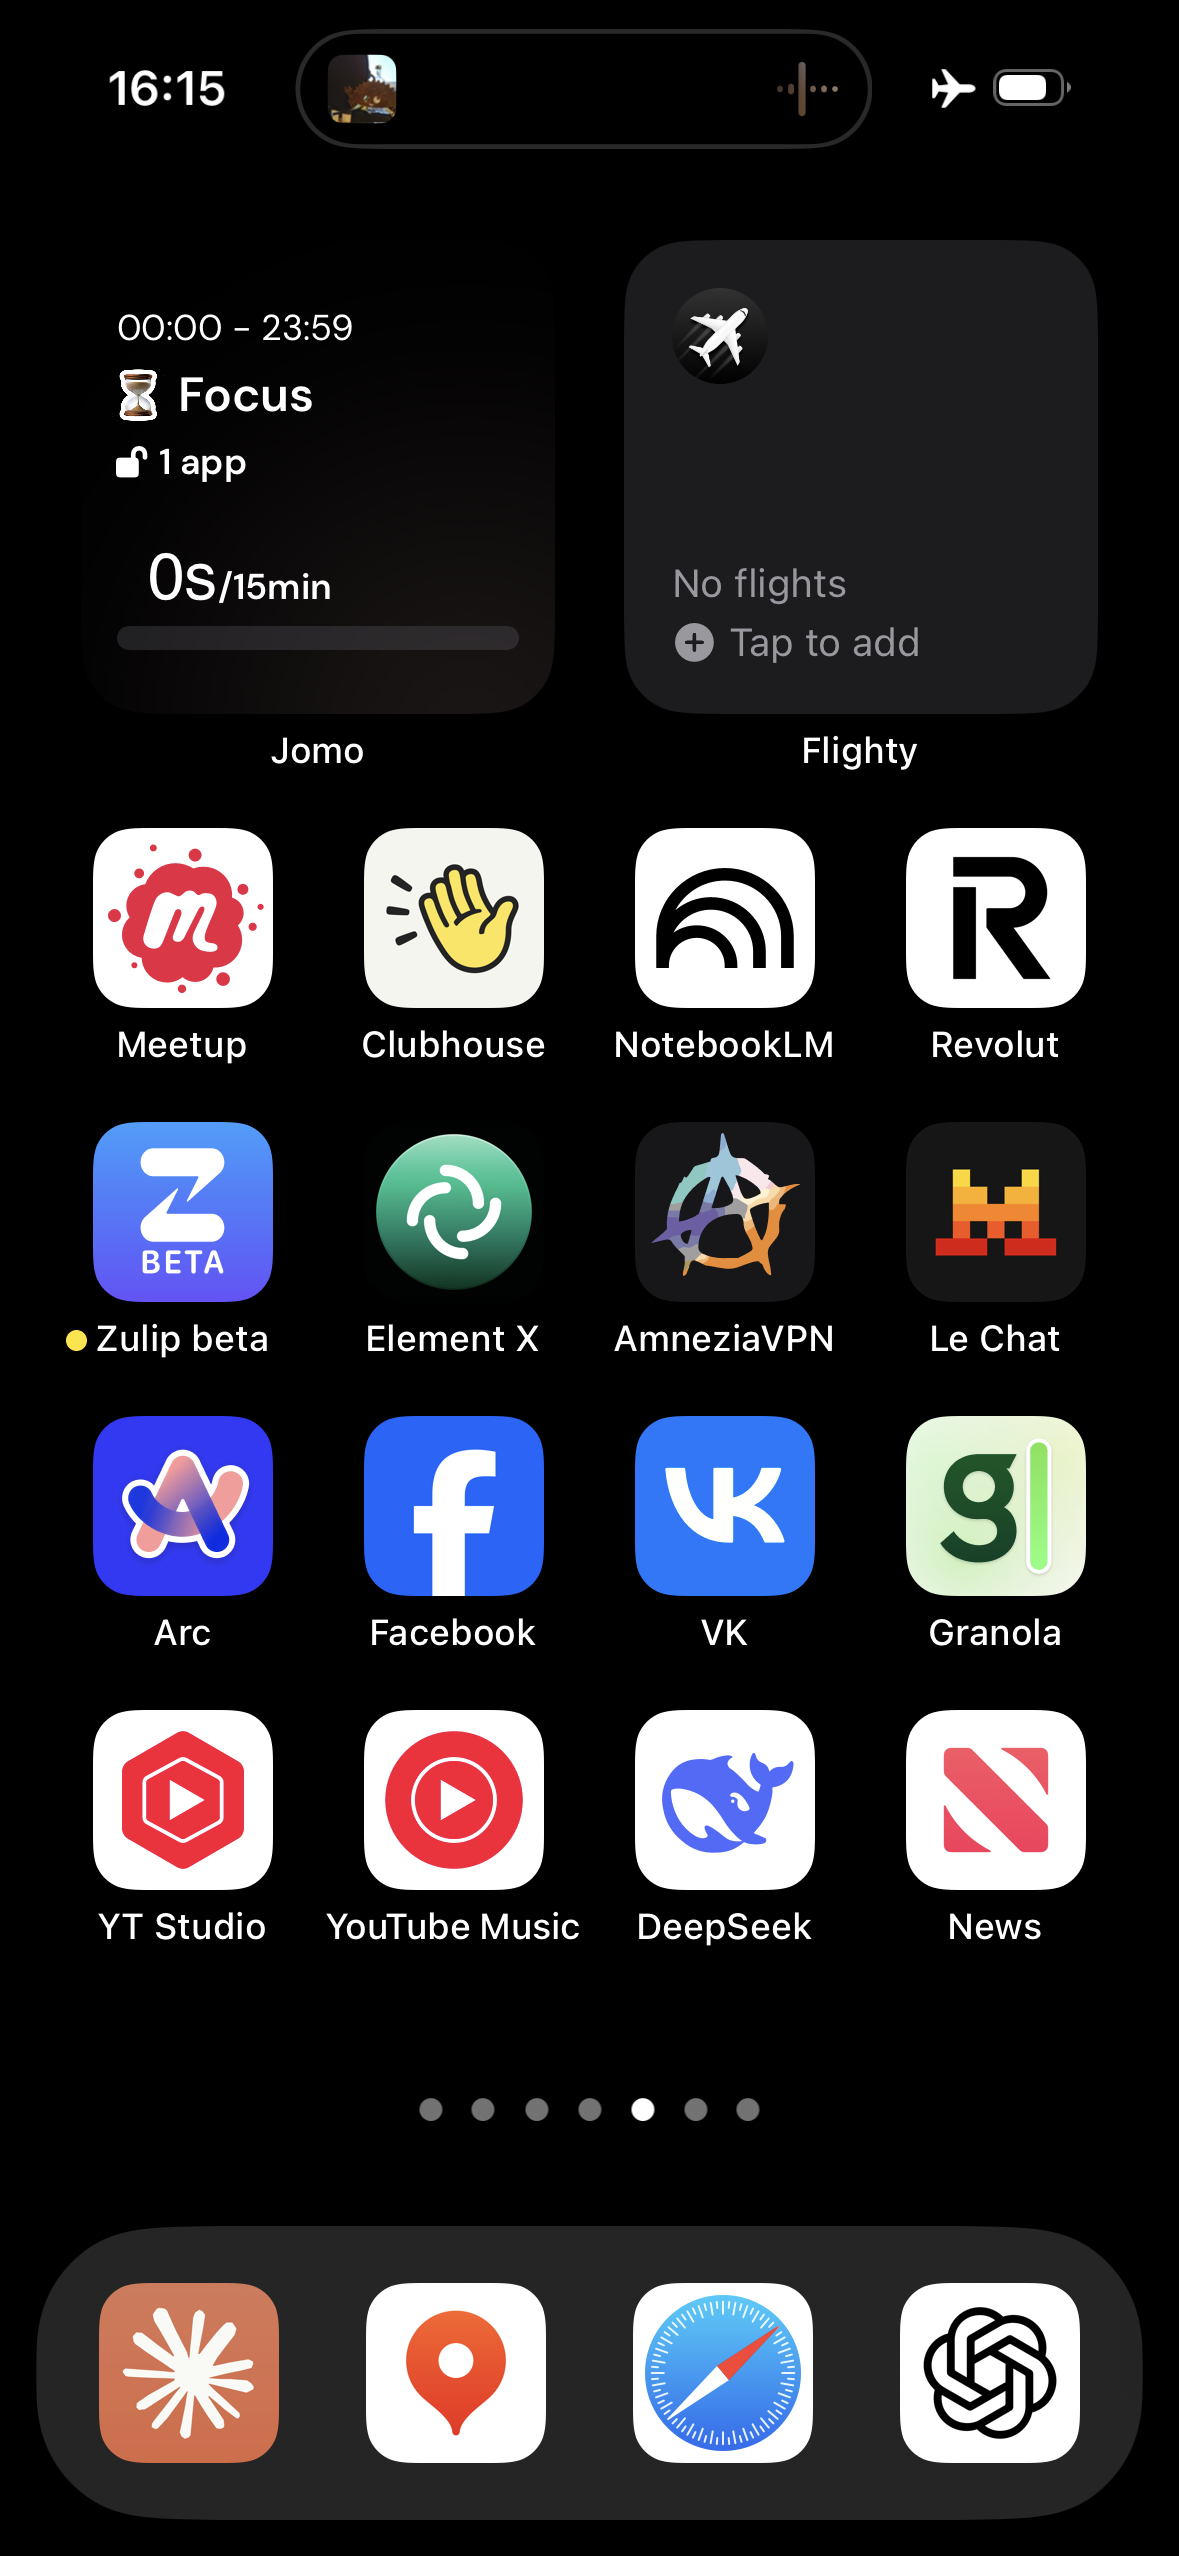 16:15
00:00 – 23:59
⏳ Focus
1 app
0s/15min
Jomo
No flights
Tap to add
Flighty
Meetup
Clubhouse
NotebookLM
Revolut
BETA
Zulip beta
Element X
AmneziaVPN
Le Chat
Arc
Facebook
VK
Granola
YT Studio
YouTube Music
DeepSeek
News